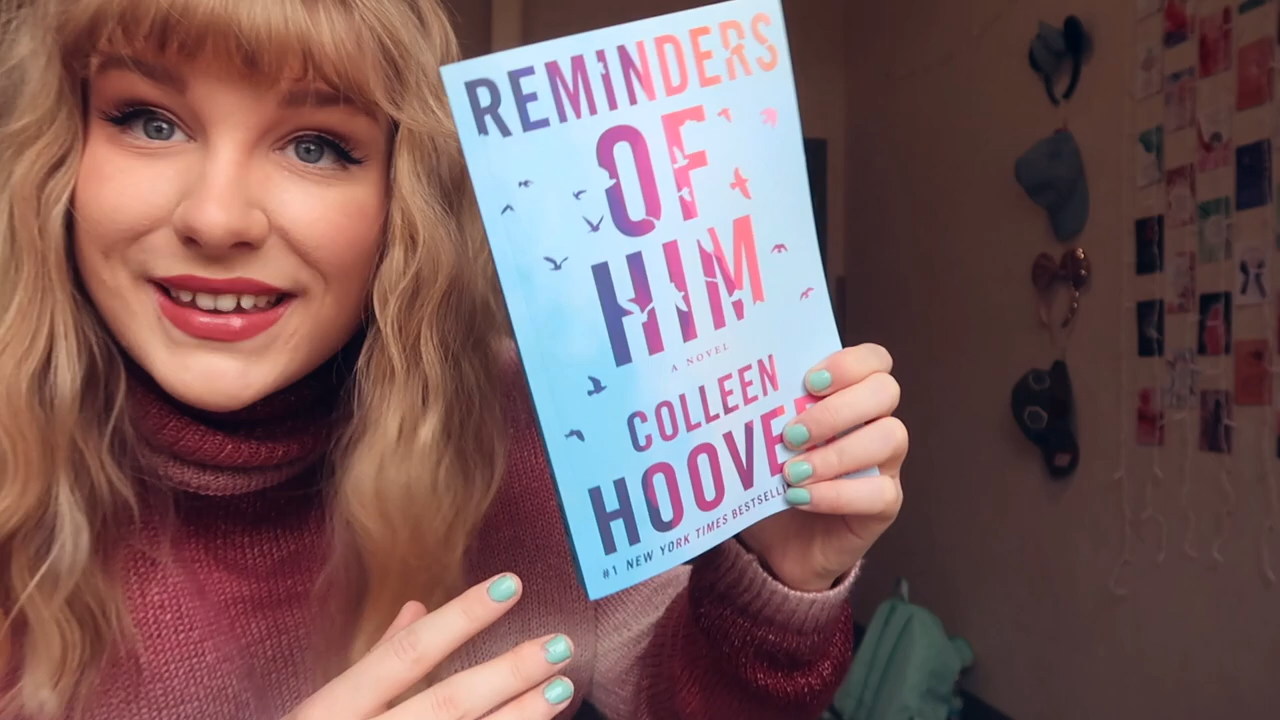 REMINDERS
OF
HIM
A NOVEL
COLLEEN
HOOVE
#1 NEW YORK TIMES BESTSELL